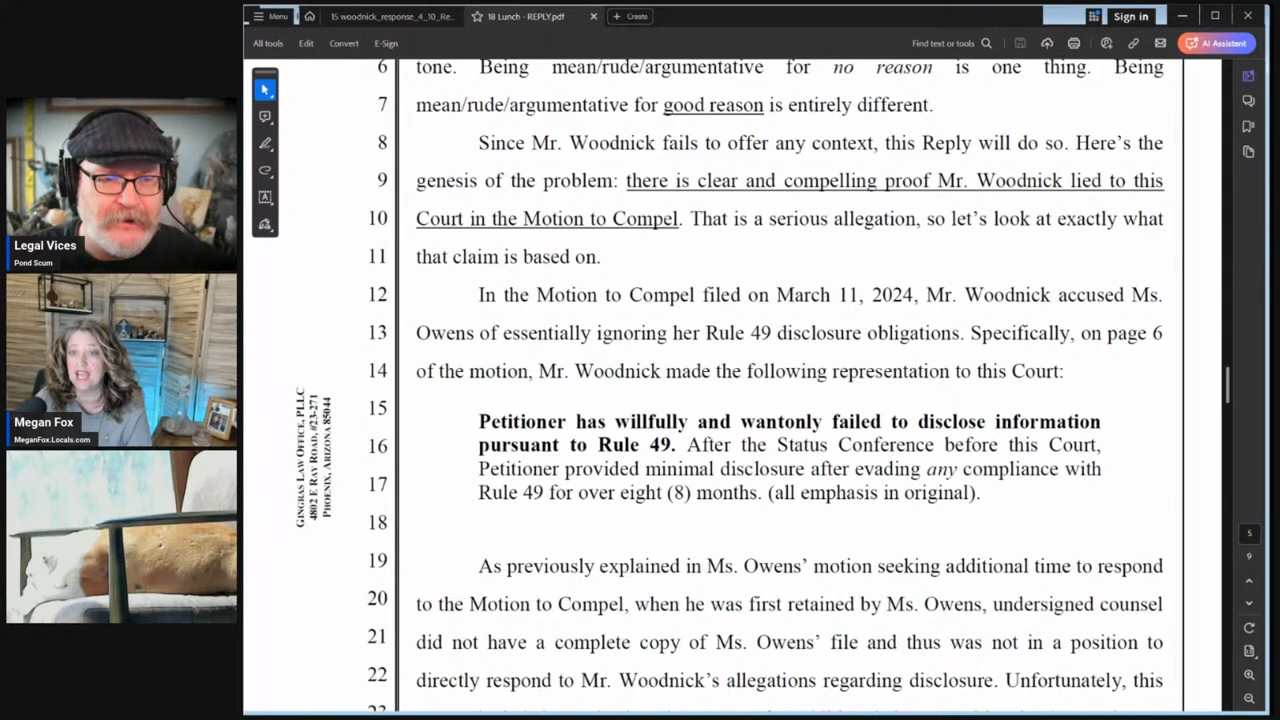 Menu
15 woodnick_response_4_10_Re...
18 Lunch - REPLY.pdf
Create
Sign in
All tools
Edit
Convert
E-Sign
Find text or tools
AI Assistant
6
tone. Being mean/rude/argumentative for no reason is one thing. Being
7
mean/rude/argumentative for good reason is entirely different.
8
Since Mr. Woodnick fails to offer any context, this Reply will do so. Here's the
9
genesis of the problem: there is clear and compelling proof Mr. Woodnick lied to this
10
Court in the Motion to Compel. That is a serious allegation, so let's look at exactly what
11
that claim is based on.
12
In the Motion to Compel filed on March 11, 2024, Mr. Woodnick accused Ms.
13
Owens of essentially ignoring her Rule 49 disclosure obligations. Specifically, on page 6
14
of the motion, Mr. Woodnick made the following representation to this Court:
15
Petitioner has willfully and wantonly failed to disclose information
16
pursuant to Rule 49. After the Status Conference before this Court,
Petitioner provided minimal disclosure after evading any compliance with
17
Rule 49 for over eight (8) months. (all emphasis in original).
18
19
As previously explained in Ms. Owens' motion seeking additional time to respond
20
to the Motion to Compel, when he was first retained by Ms. Owens, undersigned counsel
21
did not have a complete copy of Ms. Owens' file and thus was not in a position to
22
directly respond to Mr. Woodnick's allegations regarding disclosure. Unfortunately, this
23
GINGRAS LAW OFFICE, PLLC
4802 E RAY ROAD, #23-271
PHOENIX, ARIZONA 85044
5
9
Legal Vices
Pond Scum
Megan Fox
MeganFox.Locals.com